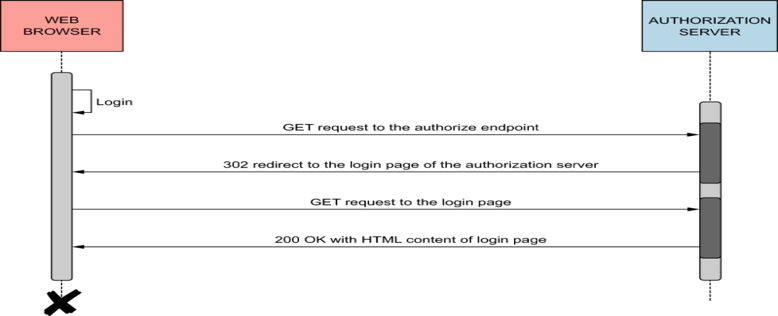 WEB
BROWSER
AUTHORIZATION
SERVER
Login
GET request to the authorize endpoint
302 redirect to the login page of the authorization server
GET request to the login page
200 OK with HTML content of login page